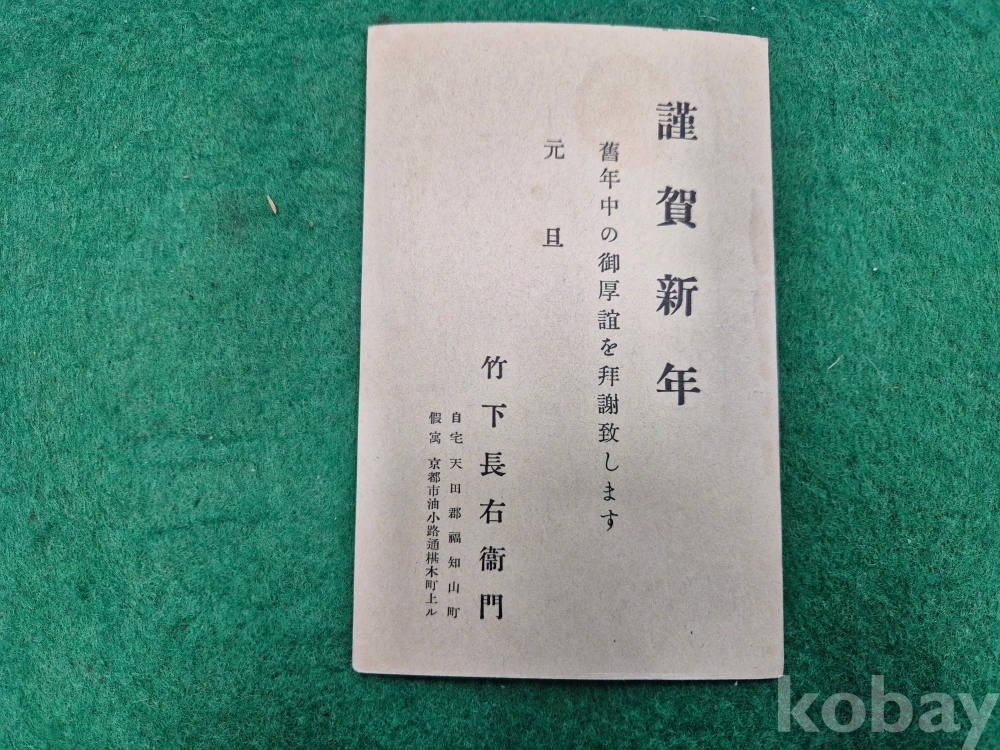 謹賀新年
舊年中の御厚誼を拜謝致します
元旦
竹下長右衞門
自宅 天田郡福知山町
假寓 京都市油小路通椹木町上ル
kobay